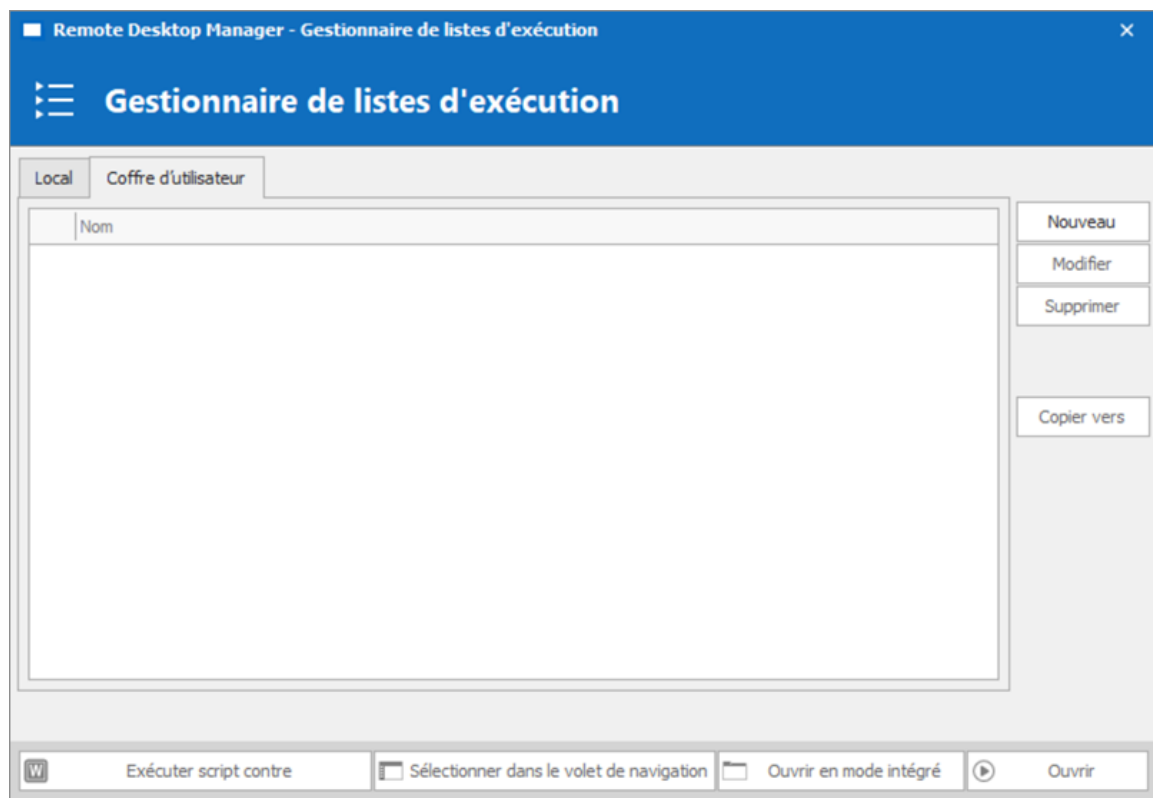 Remote Desktop Manager - Gestionnaire de listes d'exécution
Gestionnaire de listes d'exécution
Local
Coffre d'utilisateur
Nom
Nouveau
Modifier
Supprimer
Copier vers
W
Exécuter script contre
Sélectionner dans le volet de navigation
Ouvrir en mode intégré
Ouvrir